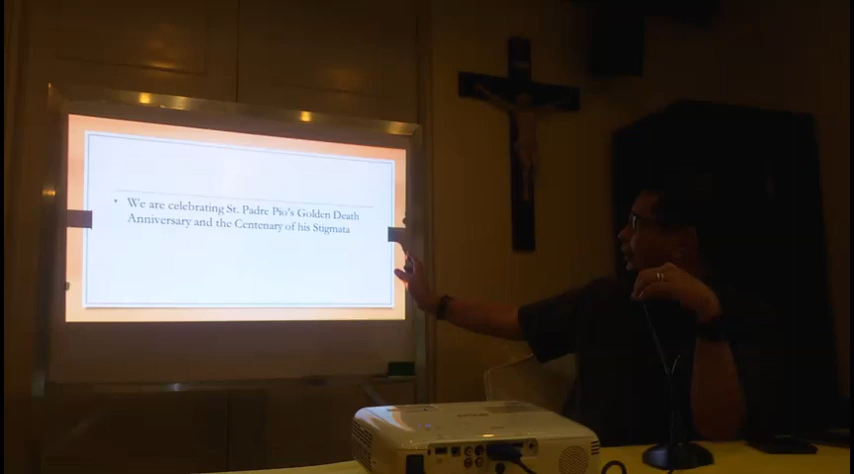 We are celebrating St. Padre Pio's Golden Death
Anniversary and the Centenary of his Stigmata